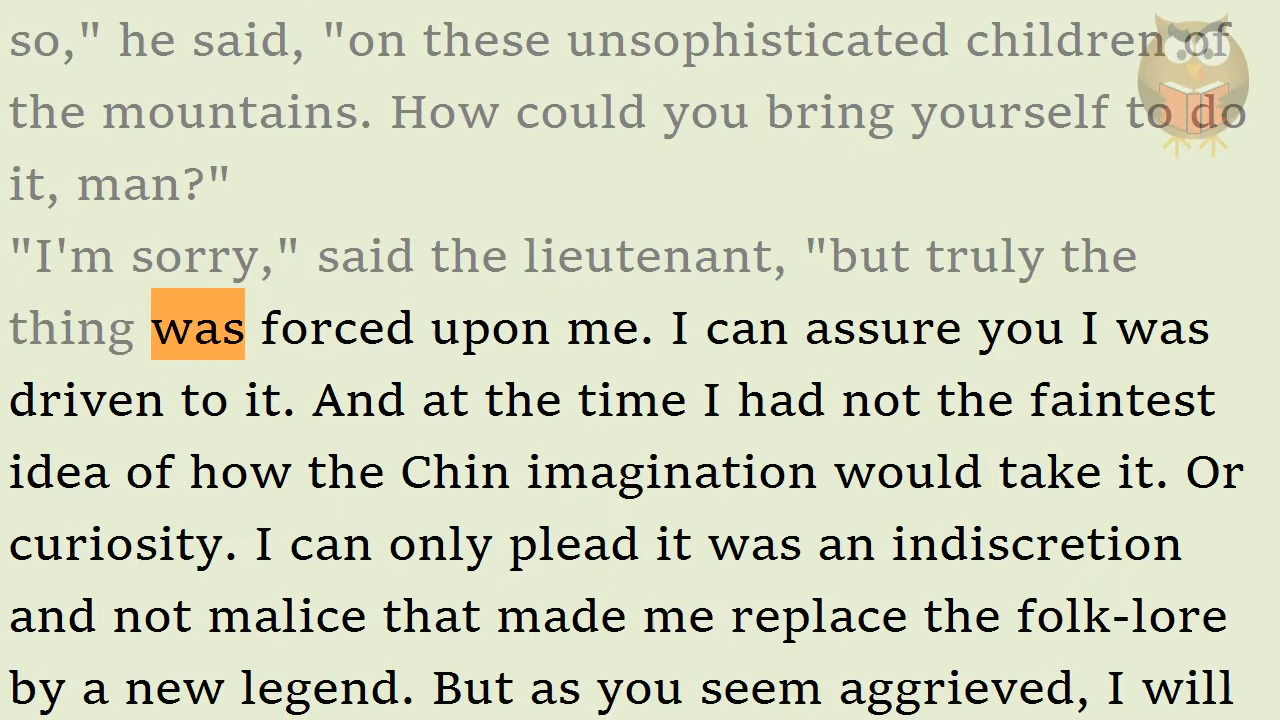 so," he said, "on these unsophisticated children of
the mountains. How could you bring yourself to do
it, man?"
"I'm sorry," said the lieutenant, "but truly the
thing was forced upon me. I can assure you I was
driven to it. And at the time I had not the faintest
idea of how the Chin imagination would take it. Or
curiosity. I can only plead it was an indiscretion
and not malice that made me replace the folk-lore
by a new legend. But as you seem aggrieved, I will